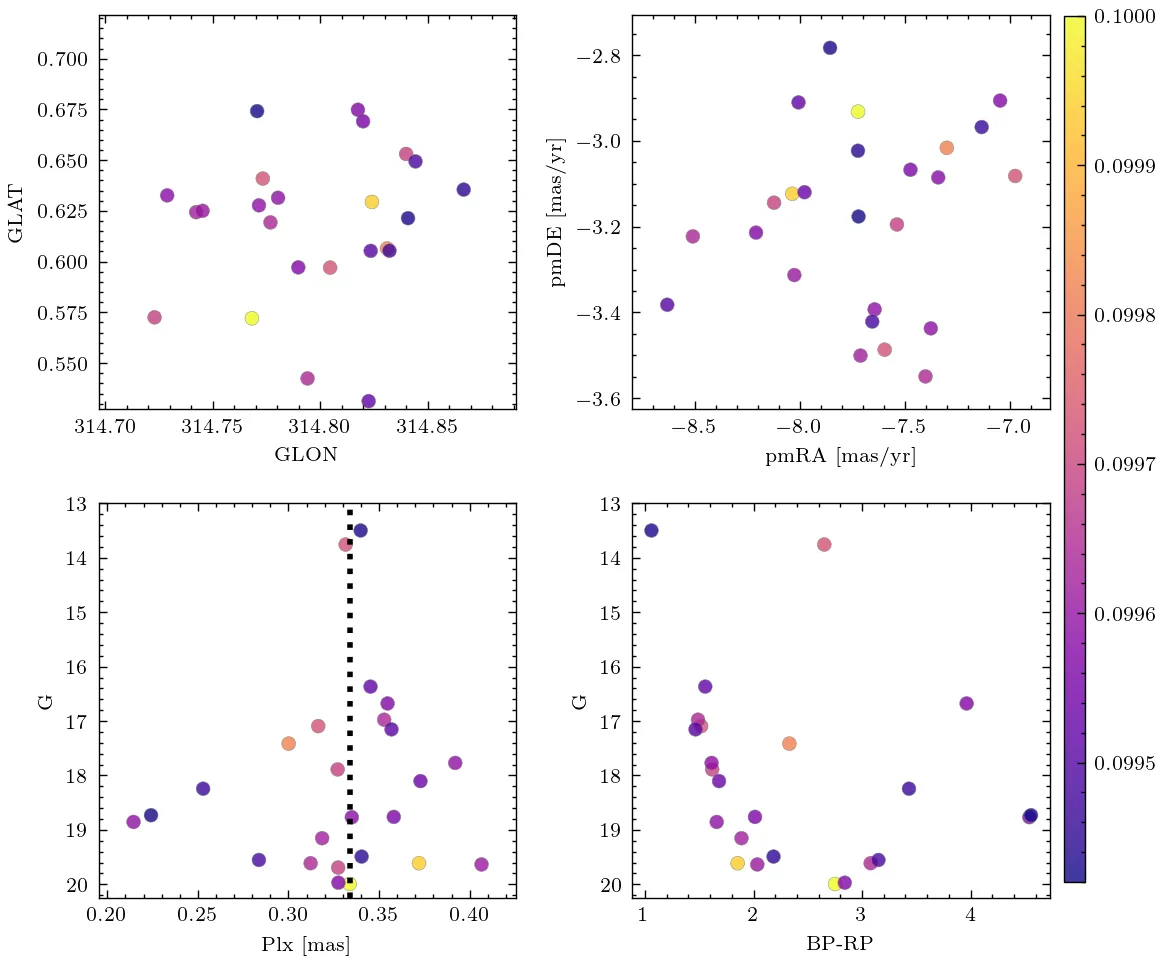 0.700
0.675
0.650
0.625
0.600
0.575
0.550
GLAT
314.70 314.75 314.80 314.85
GLON
−2.8
−3.0
−3.2
−3.4
−3.6
pmDE [mas/yr]
−8.5 −8.0 −7.5 −7.0
pmRA [mas/yr]
13
14
15
16
17
18
19
20
G
0.20 0.25 0.30 0.35 0.40
Plx [mas]
13
14
15
16
17
18
19
20
G
1 2 3 4
BP-RP
0.1000
0.0999
0.0998
0.0997
0.0996
0.0995